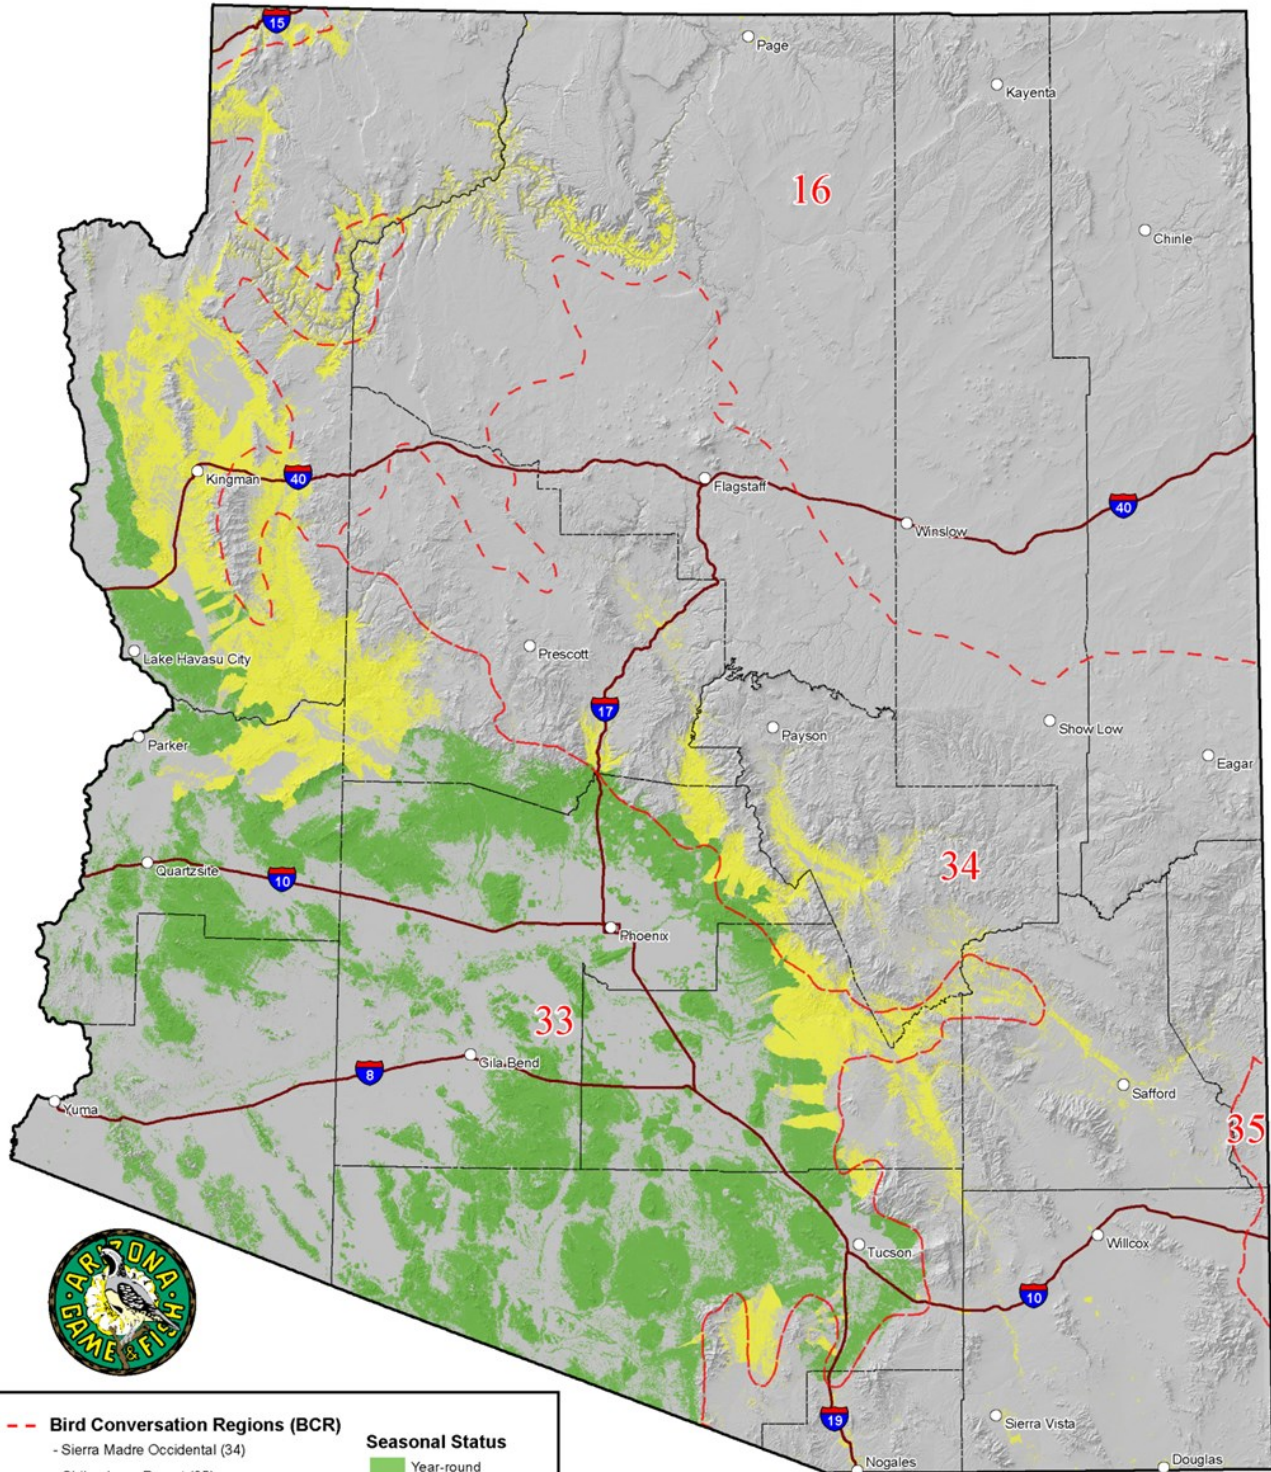 15
Page
Kayenta
16
Chinle
Kingman
40
Flagstaff
40
Winslow
Lake Havasu City
Prescott
17
Parker
Payson
Show Low
Eagar
Quartzsite
10
34
Phoenix
33
Gila Bend
8
Safford
Yuma
35
Tucson
Willcox
10
ARIZONA
GAME & FISH
19
Sierra Vista
Nogales
Douglas
Bird Conversation Regions (BCR)
- Sierra Madre Occidental (34)
Seasonal Status
Year-round